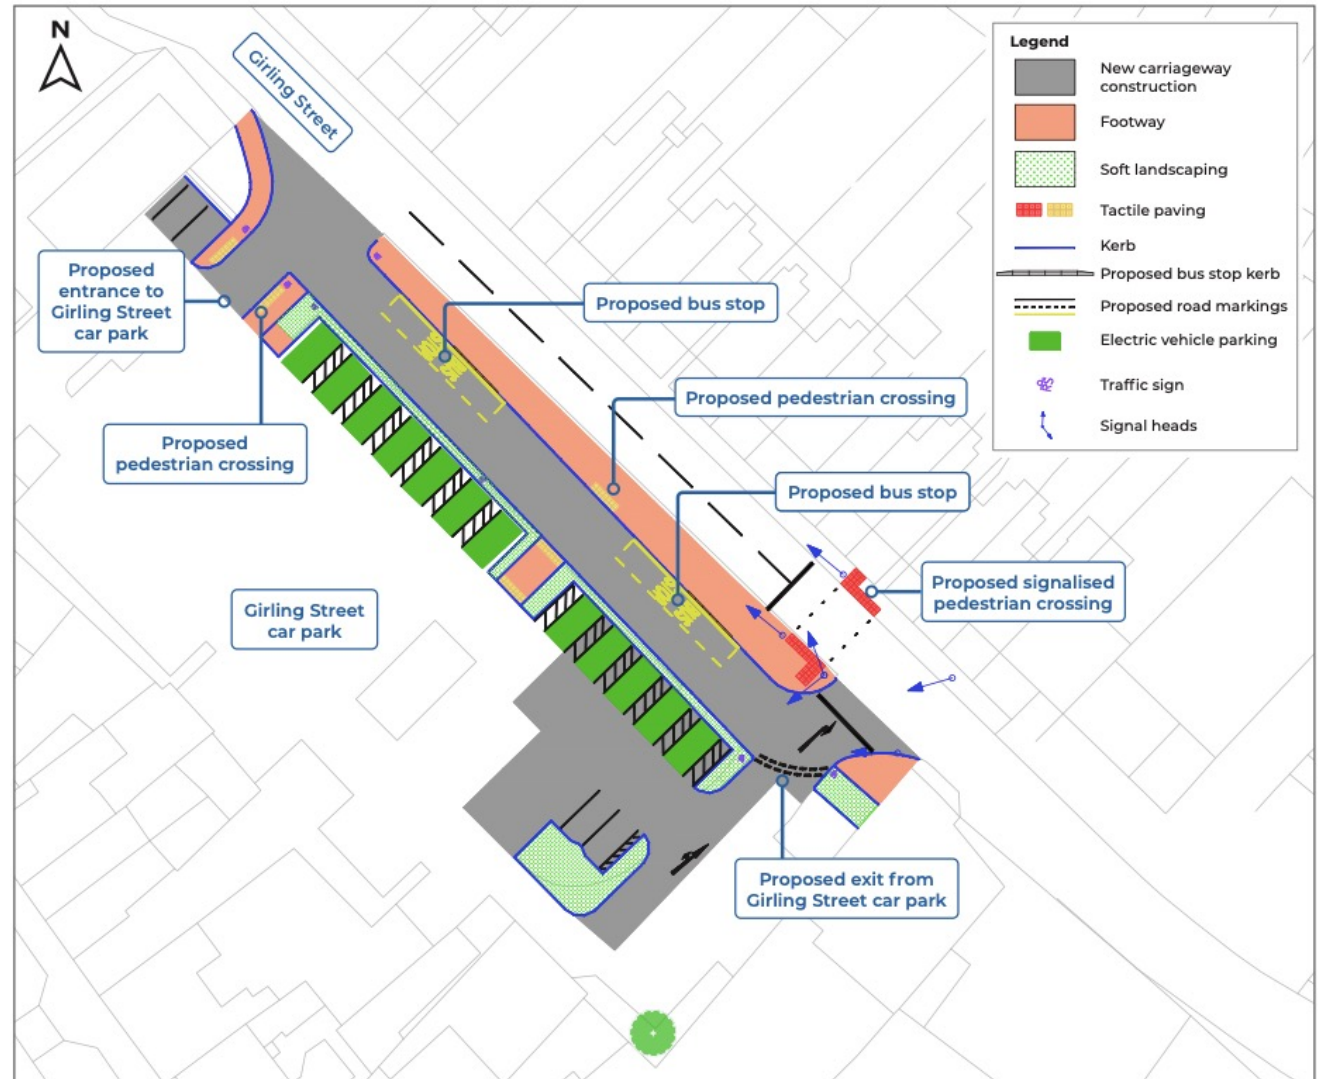 N
Girling Street
Legend
New carriageway
construction
Footway
Soft landscaping
Tactile paving
Kerb
Proposed bus stop kerb
Proposed road markings
Electric vehicle parking
Traffic sign
Signal heads
Proposed
entrance to
Girling Street
car park
Proposed bus stop
Proposed pedestrian crossing
Proposed
pedestrian crossing
Proposed bus stop
Proposed signalised
pedestrian crossing
Girling Street
car park
Proposed exit from
Girling Street car park